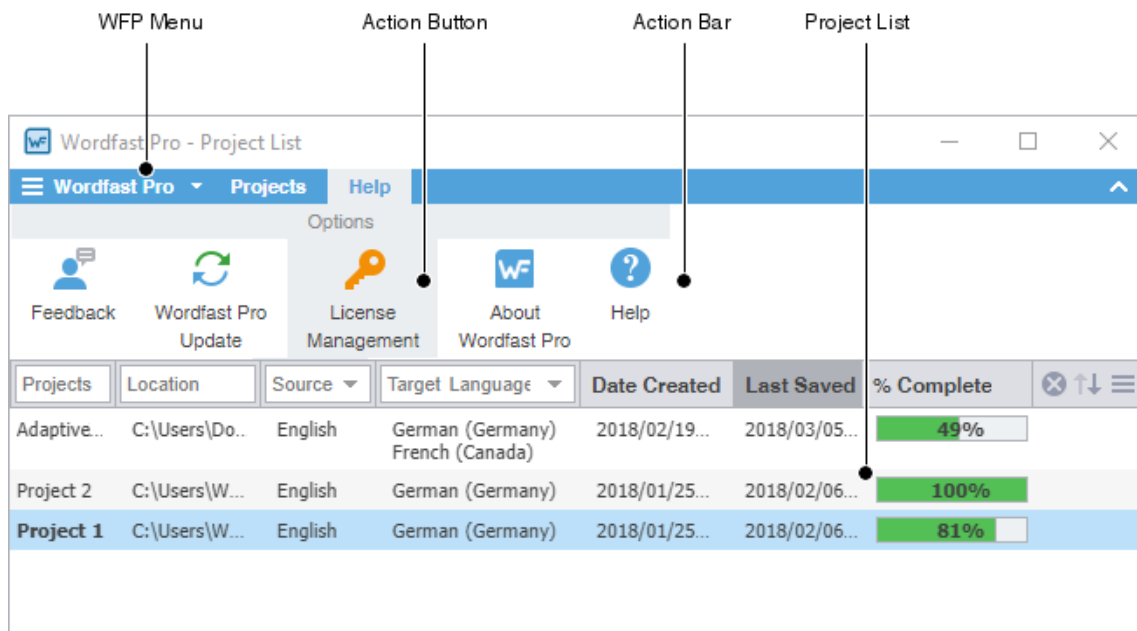 WFP Menu Action Button Action Bar Project List
WF Wordfast Pro - Project List
Wordfast Pro Projects Help
Options
WF ?
Feedback Wordfast Pro License About Help
Update Management Wordfast Pro
Projects Location Source Target Language Date Created Last Saved % Complete
Adaptive... C:\Users\Do... English German (Germany) 2018/02/19... 2018/03/05... 49%
French (Canada)
Project 2 C:\Users\W... English German (Germany) 2018/01/25... 2018/02/06... 100%
Project 1 C:\Users\W... English German (Germany) 2018/01/25... 2018/02/06... 81%